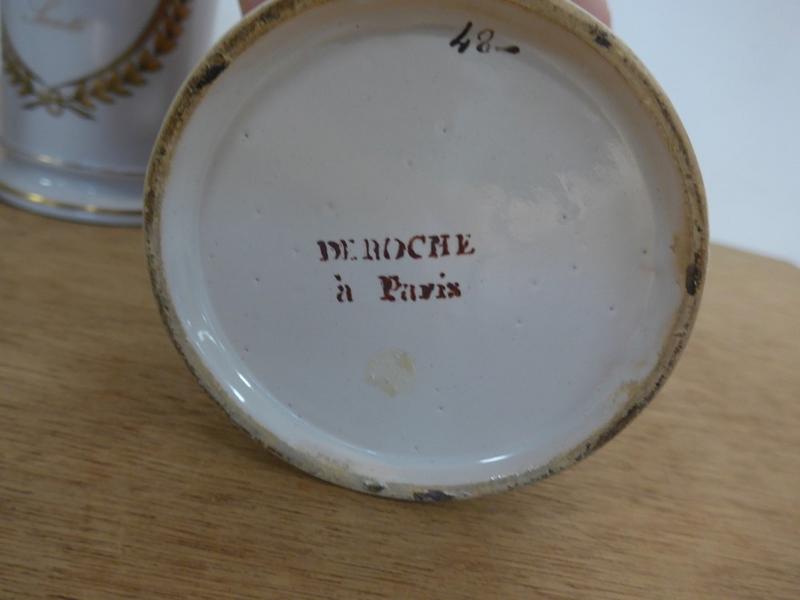 48-
DEROCHE
à Paris